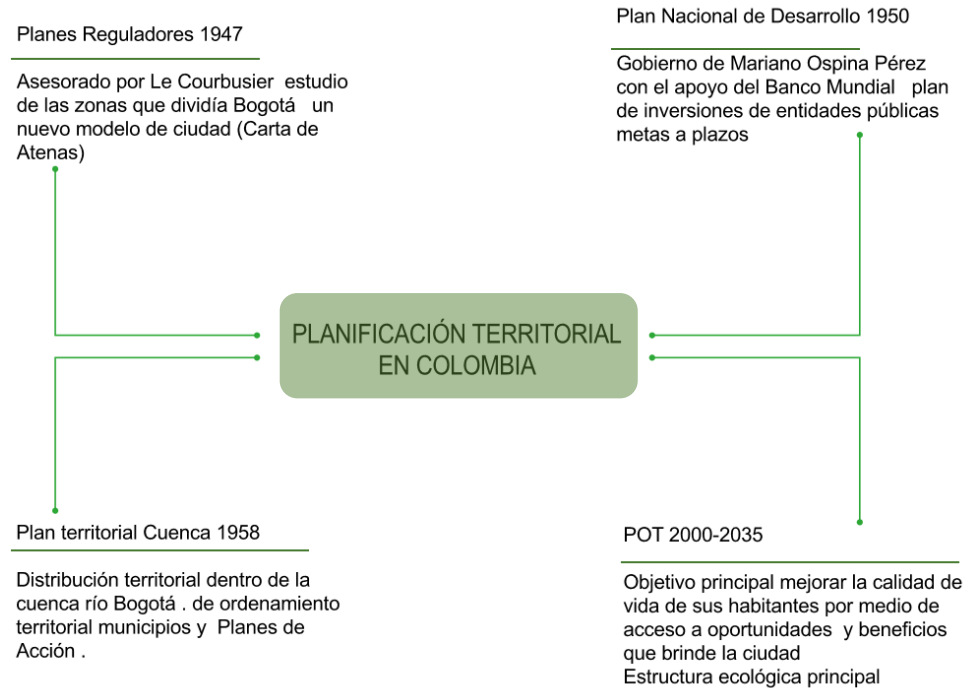 Planes Reguladores 1947
Asesorado por Le Courbusier estudio
de las zonas que dividía Bogotá un
nuevo modelo de ciudad (Carta de
Atenas)
Plan Nacional de Desarrollo 1950
Gobierno de Mariano Ospina Pérez
con el apoyo del Banco Mundial plan
de inversiones de entidades públicas
metas a plazos
PLANIFICACIÓN TERRITORIAL
EN COLOMBIA
Plan territorial Cuenca 1958
Distribución territorial dentro de la
cuenca río Bogotá . de ordenamiento
territorial municipios y Planes de
Acción .
POT 2000-2035
Objetivo principal mejorar la calidad de
vida de sus habitantes por medio de
acceso a oportunidades y beneficios
que brinde la ciudad
Estructura ecológica principal